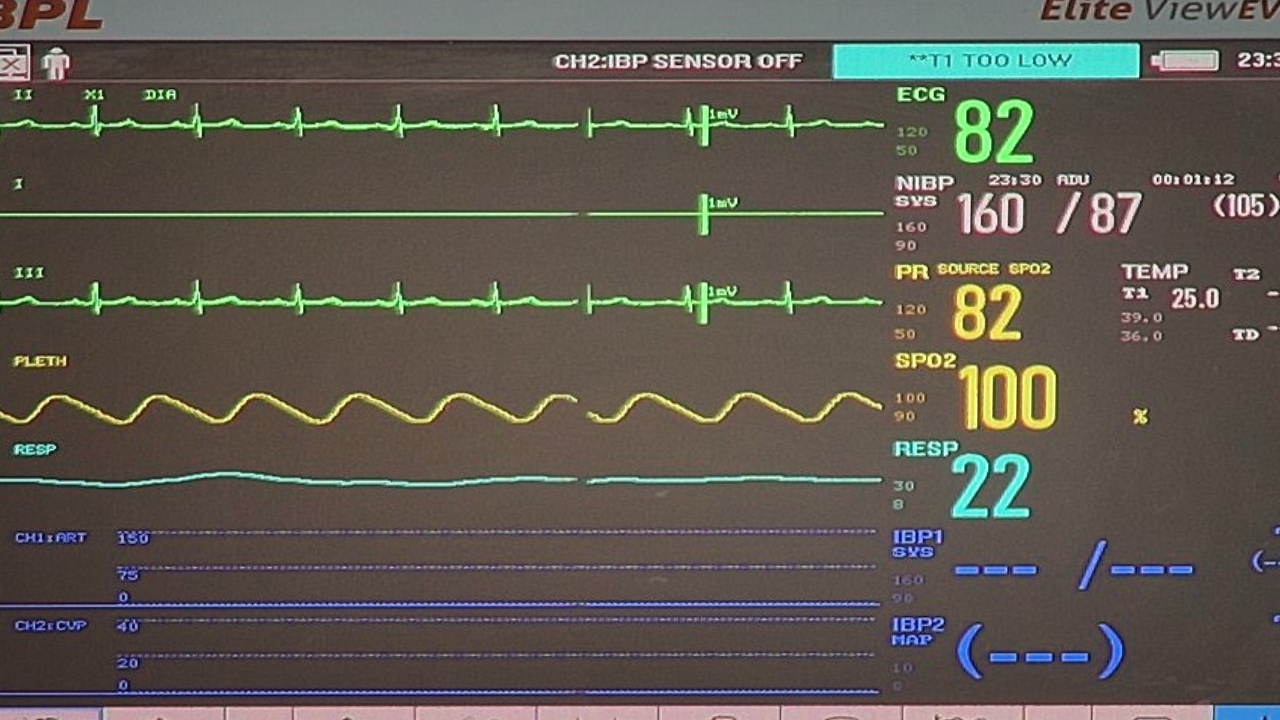 BPL Elite ViewEV
CH2:IBP SENSOR OFF **T1 TOO LOW 23:3
II X1 DIA
1mV
ECG
120
50
82
I
1mV
NIBP 23:30 ADU 00:01:12
SYS
160
90
160 /87 (105)
III
1mV
PR SOURCE SPO2
120
50
82
TEMP T2
T1 25.0
39.0
36.0 TD
PLETH
SPO2
100
90
100 %
RESP
RESP
30
8
22
CH1:ART 150
75
0
IBP1
SYS
160
90
--- /--- (--
CH2:CVP 40
20
0
IBP2
MAP
10
0
(---)